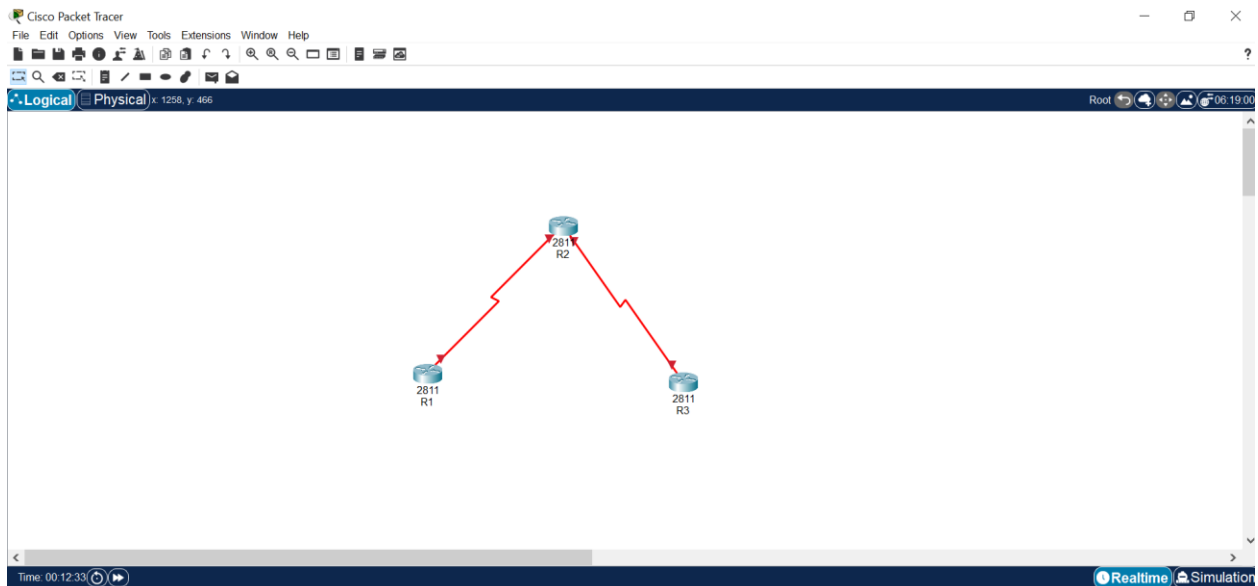 Cisco Packet Tracer
File Edit Options View Tools Extensions Window Help
?
Logical Physical x: 1258, y: 466 Root 06:19:00
2811
R2
2811
R1
2811
R3
Time: 00:12:33 Realtime Simulation